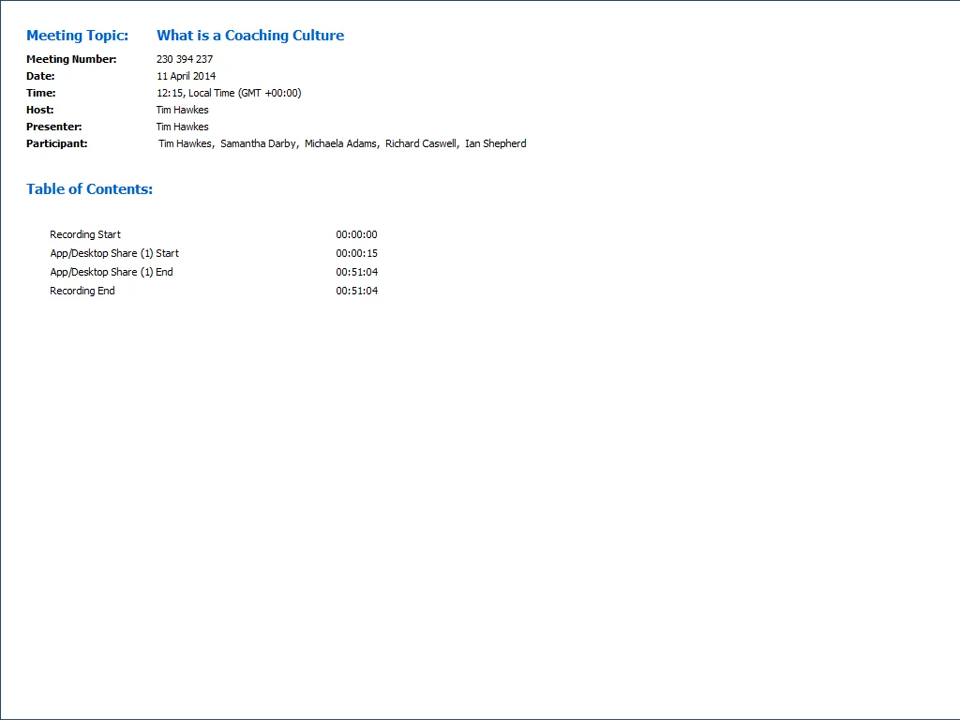 Meeting Topic: What is a Coaching Culture
Meeting Number: 230 394 237
Date: 11 April 2014
Time: 12:15, Local Time (GMT +00:00)
Host: Tim Hawkes
Presenter: Tim Hawkes
Participant: Tim Hawkes, Samantha Darby, Michaela Adams, Richard Caswell, Ian Shepherd
Table of Contents:
Recording Start 00:00:00
App/Desktop Share (1) Start 00:00:15
App/Desktop Share (1) End 00:51:04
Recording End 00:51:04